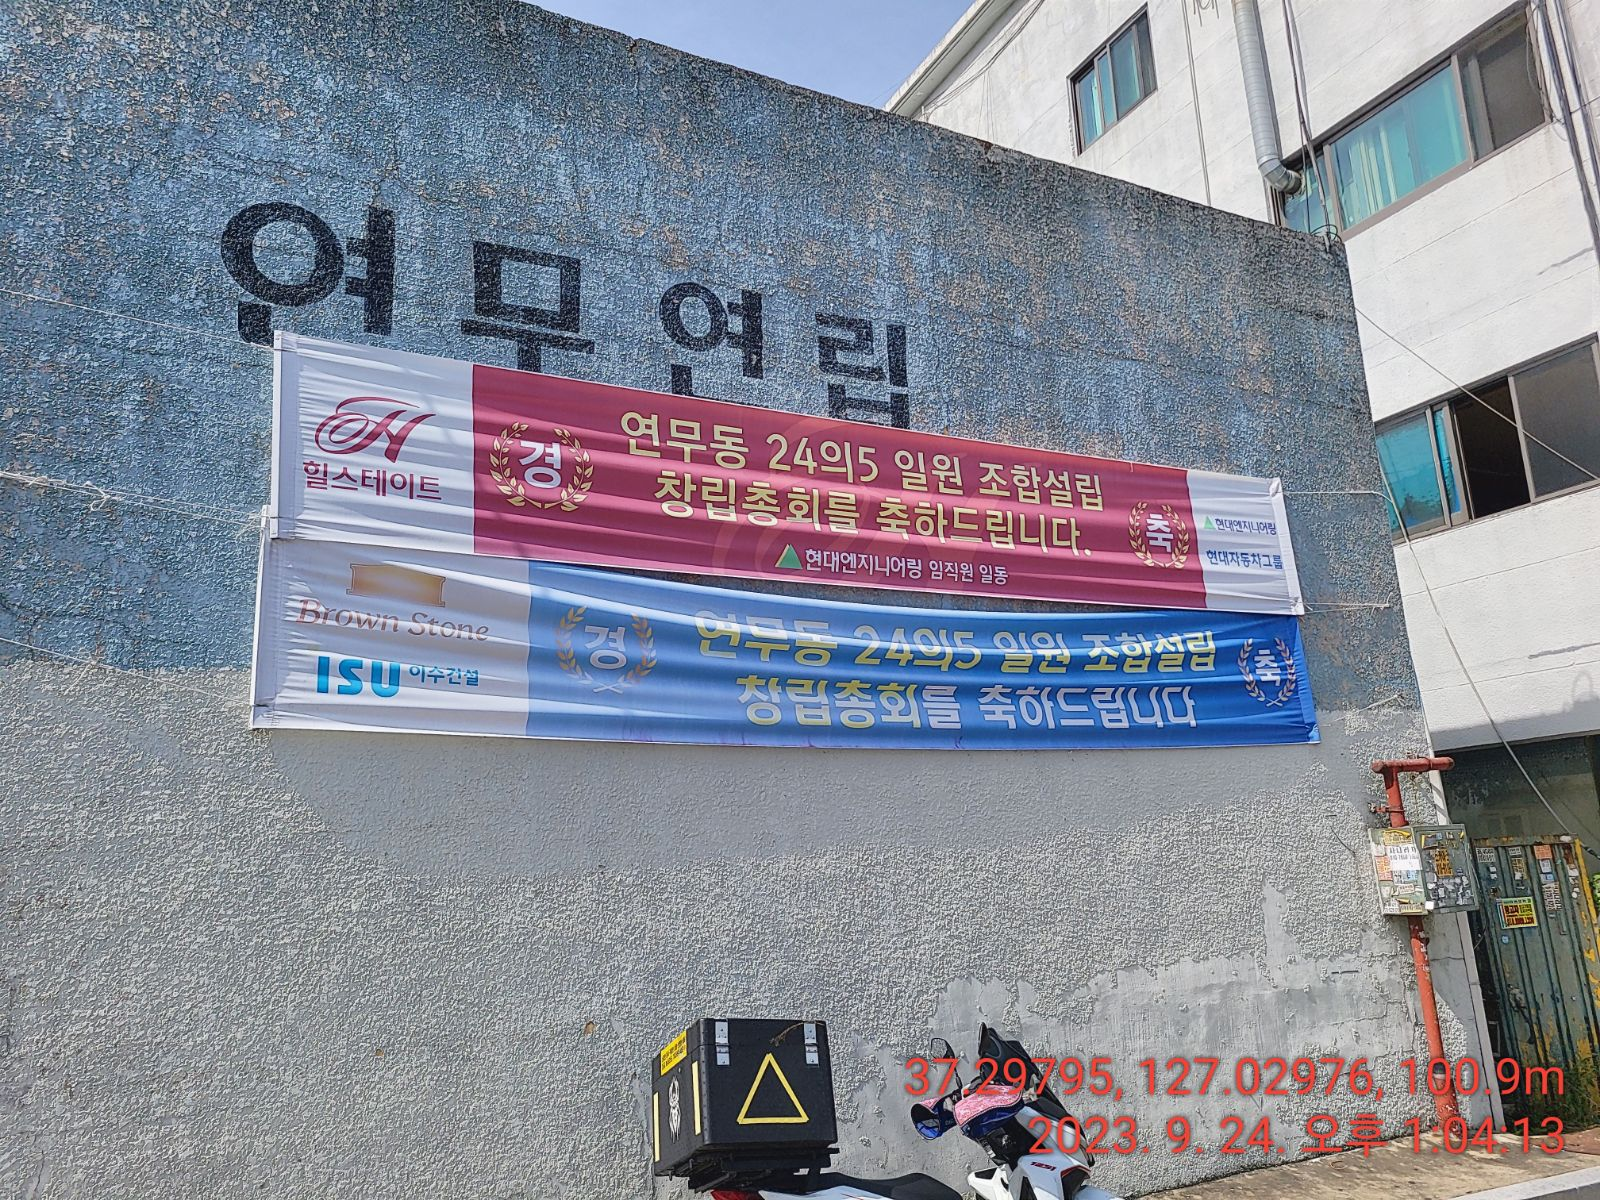 연무연립
힐스테이트
경
연무동 24의5 일원 조합설립
창립총회를 축하드립니다.
현대엔지니어링 임직원 일동
축
현대엔지니어링
현대자동차그룹
Brown Stone
ISU 이수건설
경
연무동 24의5 일원 조합설립
창립총회를 축하드립니다
축
37.29795, 127.02976, 100.9m
2023. 9. 24. 오후 1:04:13